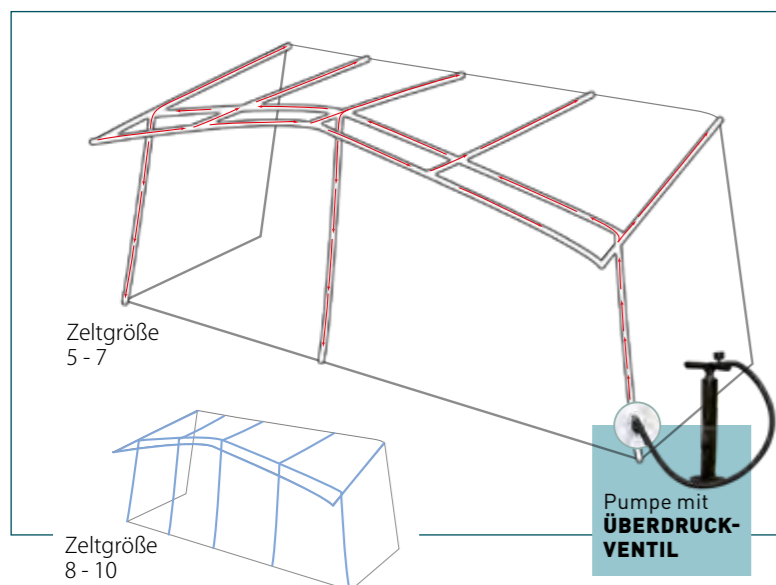 Zeltgröße
5 - 7
Zeltgröße
8 - 10
Pumpe mit
ÜBERDRUCK-
VENTIL